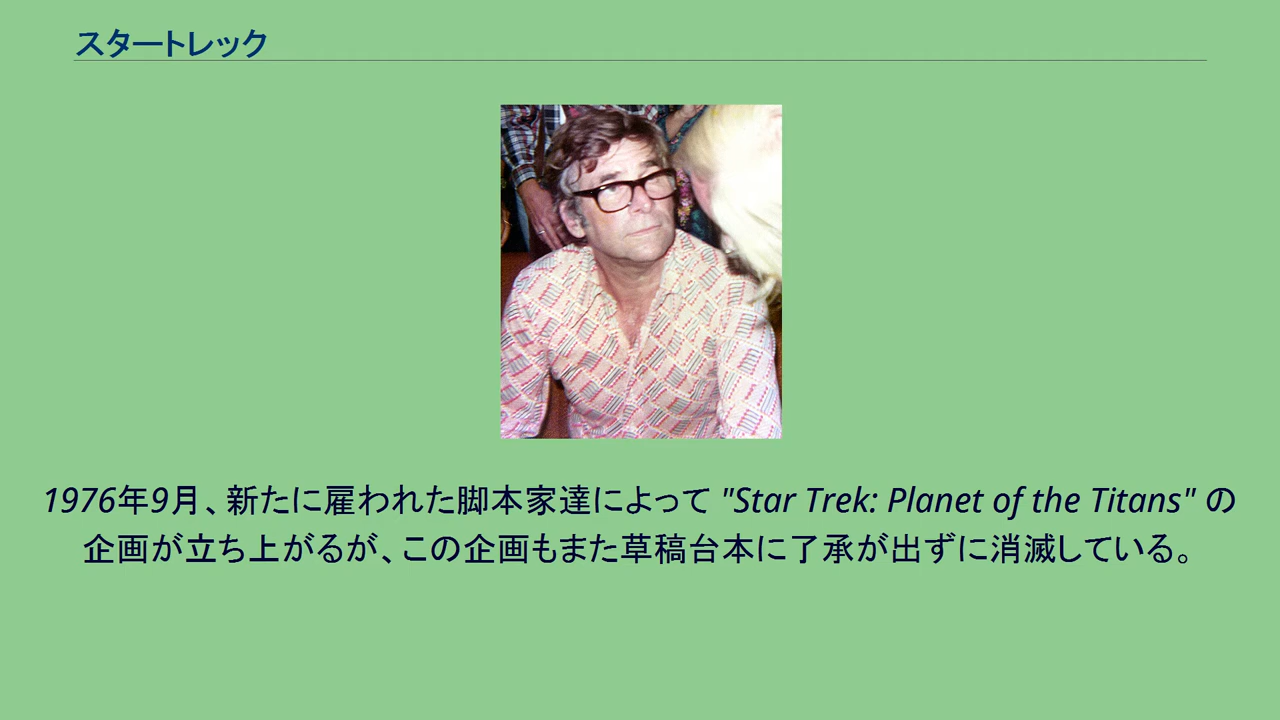 スタートレック
1976年9月、新たに雇われた脚本家達によって "Star Trek: Planet of the Titans" の
企画が立ち上がるが、この企画もまた草稿台本に了承が出ずに消滅している。